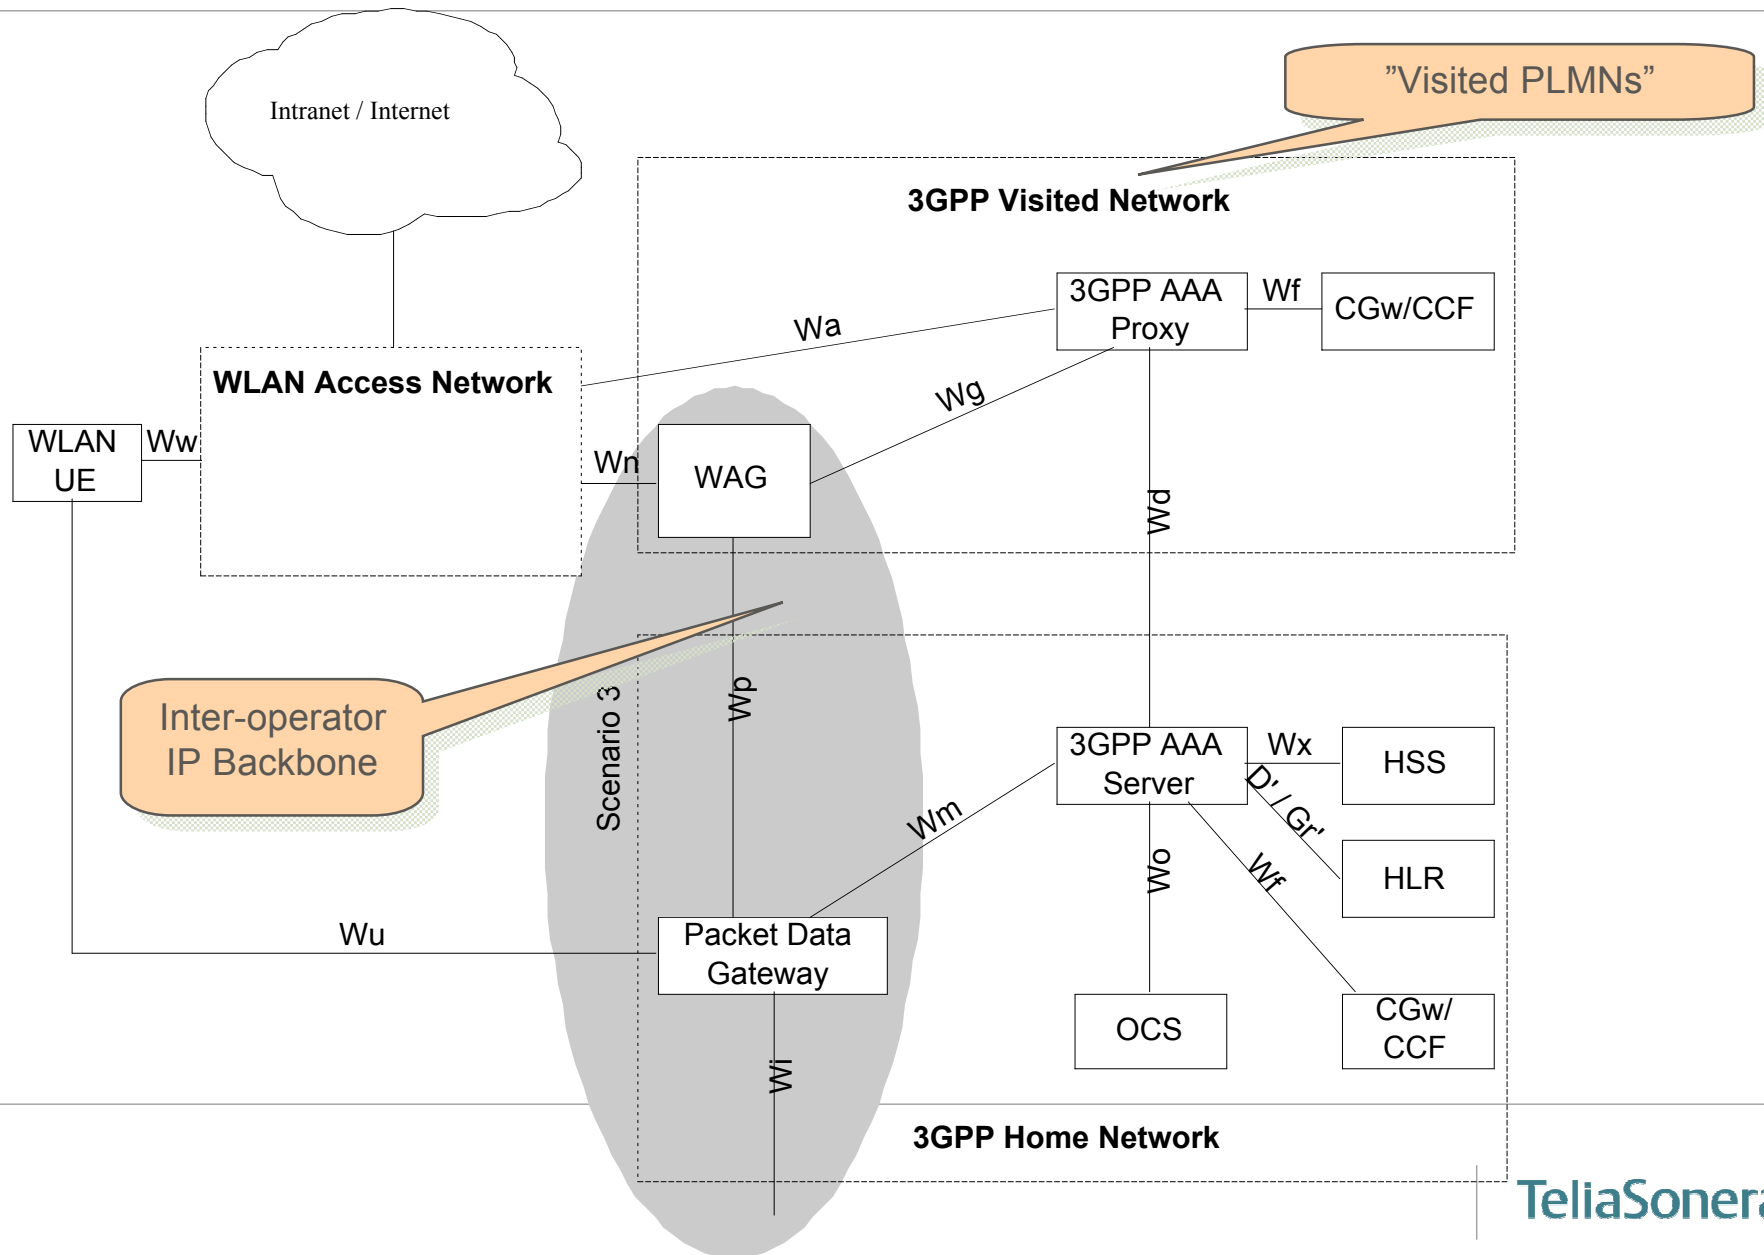 ”Visited PLMNs”
Intranet / Internet
3GPP Visited Network
3GPP AAA
Proxy
Wf
CGw/CCF
Wa
WLAN Access Network
Wg
WLAN
UE
Ww
Wn
WAG
Wd
Inter-operator
IP Backbone
Scenario 3
Wp
3GPP AAA
Server
Wx
HSS
D' / Gr'
HLR
Wm
Wo
Wf
Wu
Packet Data
Gateway
OCS
CGw/
CCF
Wi
3GPP Home Network
TeliaSonera